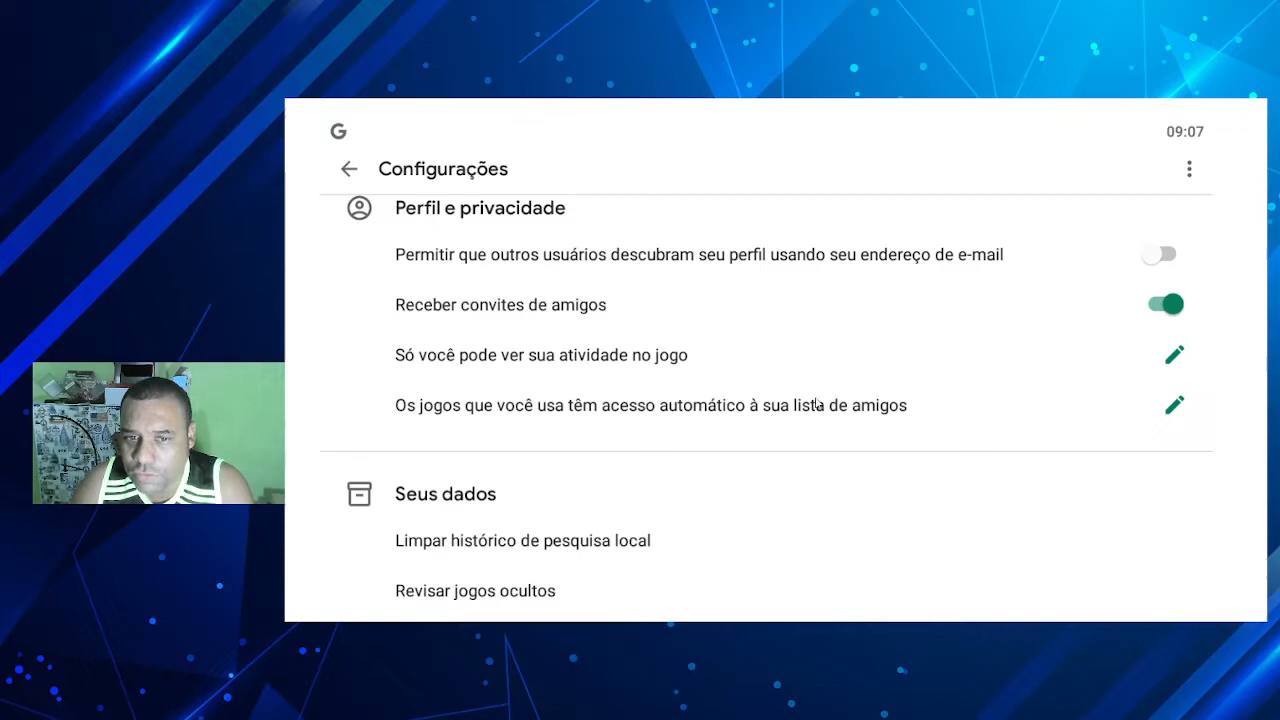 G
09:07
Configurações
Perfil e privacidade
Permitir que outros usuários descubram seu perfil usando seu endereço de e-mail
Receber convites de amigos
Só você pode ver sua atividade no jogo
Os jogos que você usa têm acesso automático à sua lista de amigos
Seus dados
Limpar histórico de pesquisa local
Revisar jogos ocultos